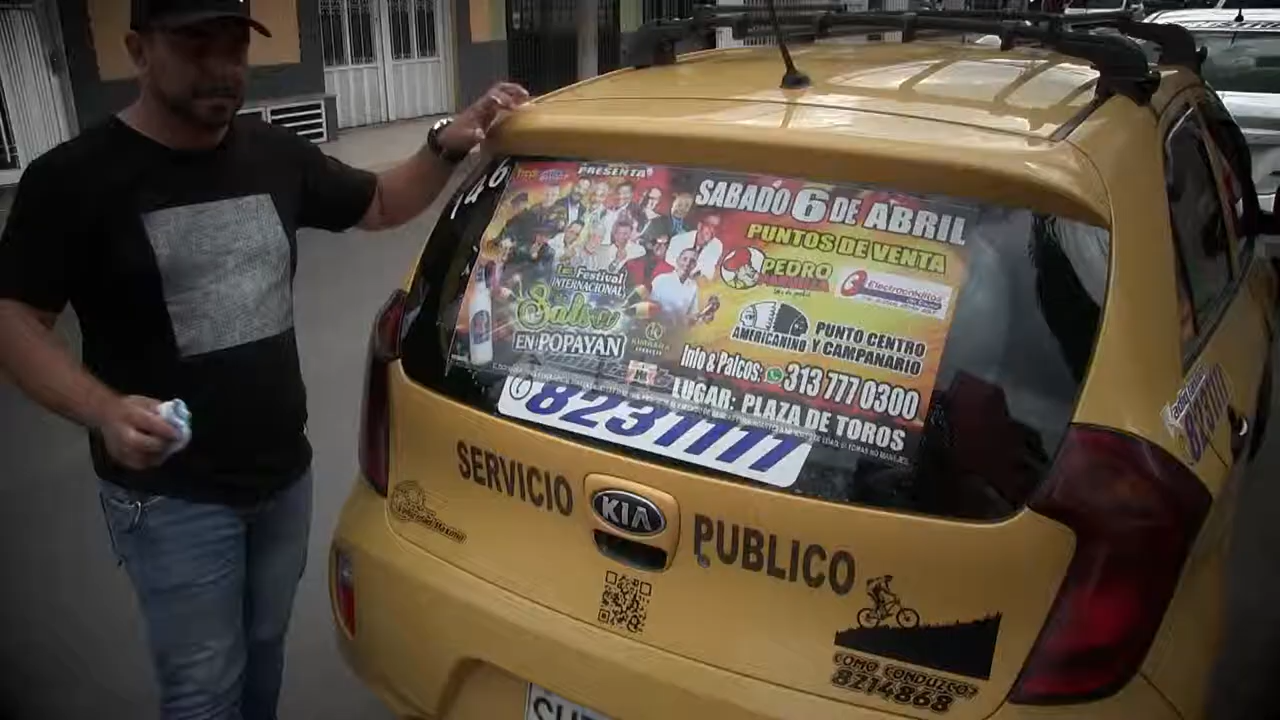 146
PRESENTA
SABADO 6 DE ABRIL
PUNTOS DE VENTA
PEDRO
Festival
INTERNACIONAL
Salsa
EN POPAYAN
AMERICANINO
PUNTO CENTRO
Y CAMPANARIO
Info & Palcos: 313 777 0300
LUGAR: PLAZA DE TOROS
8231111
SERVICIO PUBLICO
KIA
COMO CONDUZCO?
8214868